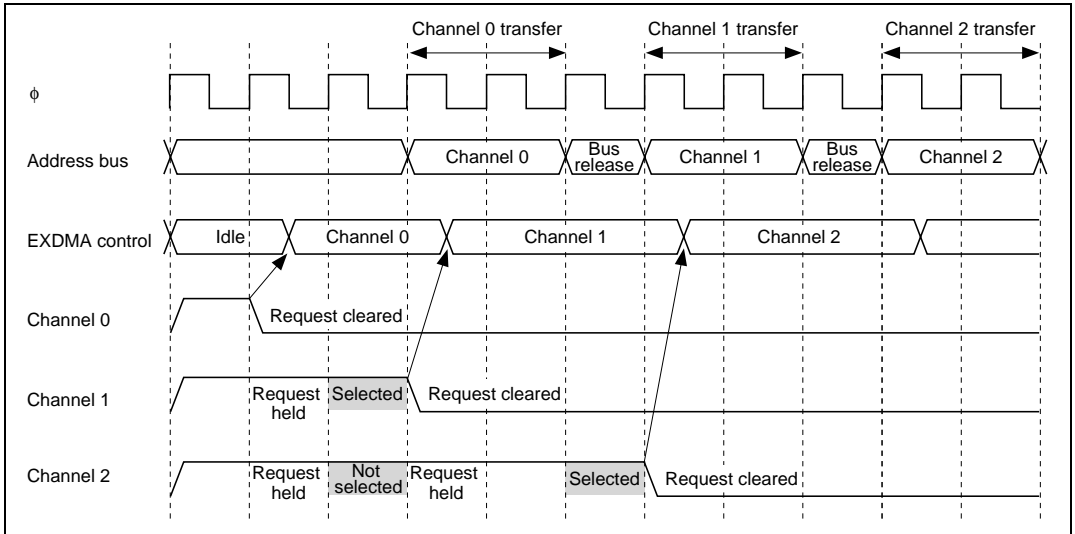 Channel 0 transfer Channel 1 transfer Channel 2 transfer
ϕ
Address bus Channel 0 Bus release Channel 1 Bus release Channel 2
EXDMA control Idle Channel 0 Channel 1 Channel 2
Channel 0 Request cleared
Channel 1 Request held Selected Request cleared
Channel 2 Request held Not selected Request held Selected Request cleared